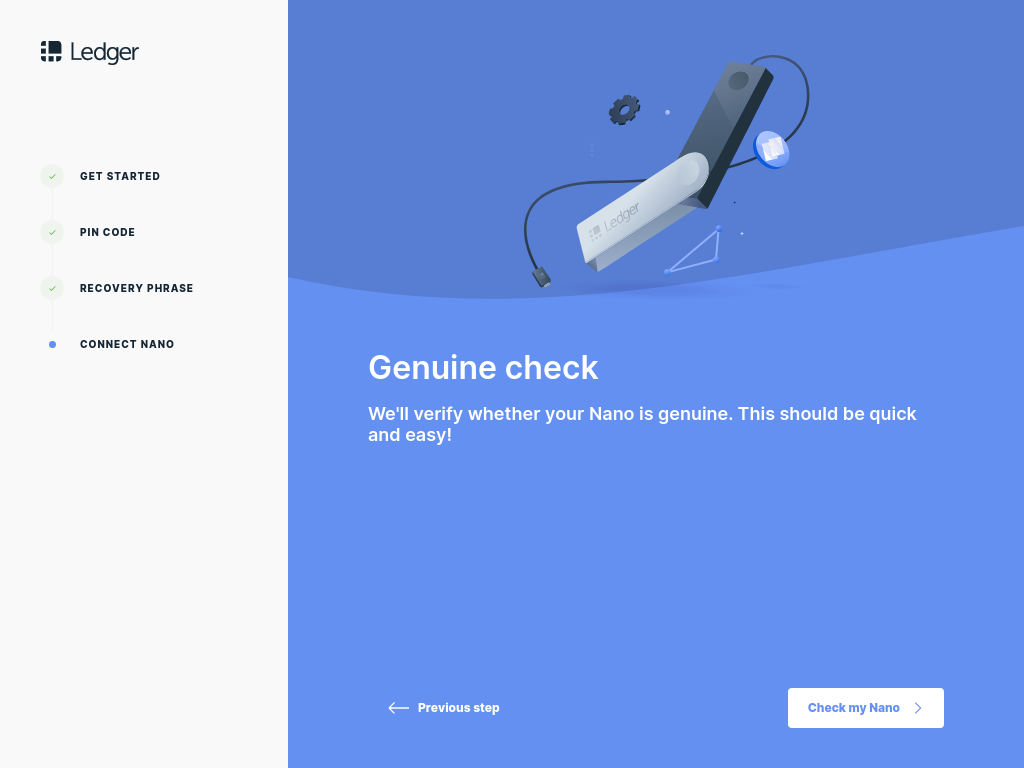 Ledger
GET STARTED
PIN CODE
RECOVERY PHRASE
CONNECT NANO
Ledger
Genuine check
We'll verify whether your Nano is genuine. This should be quick
and easy!
Previous step
Check my Nano